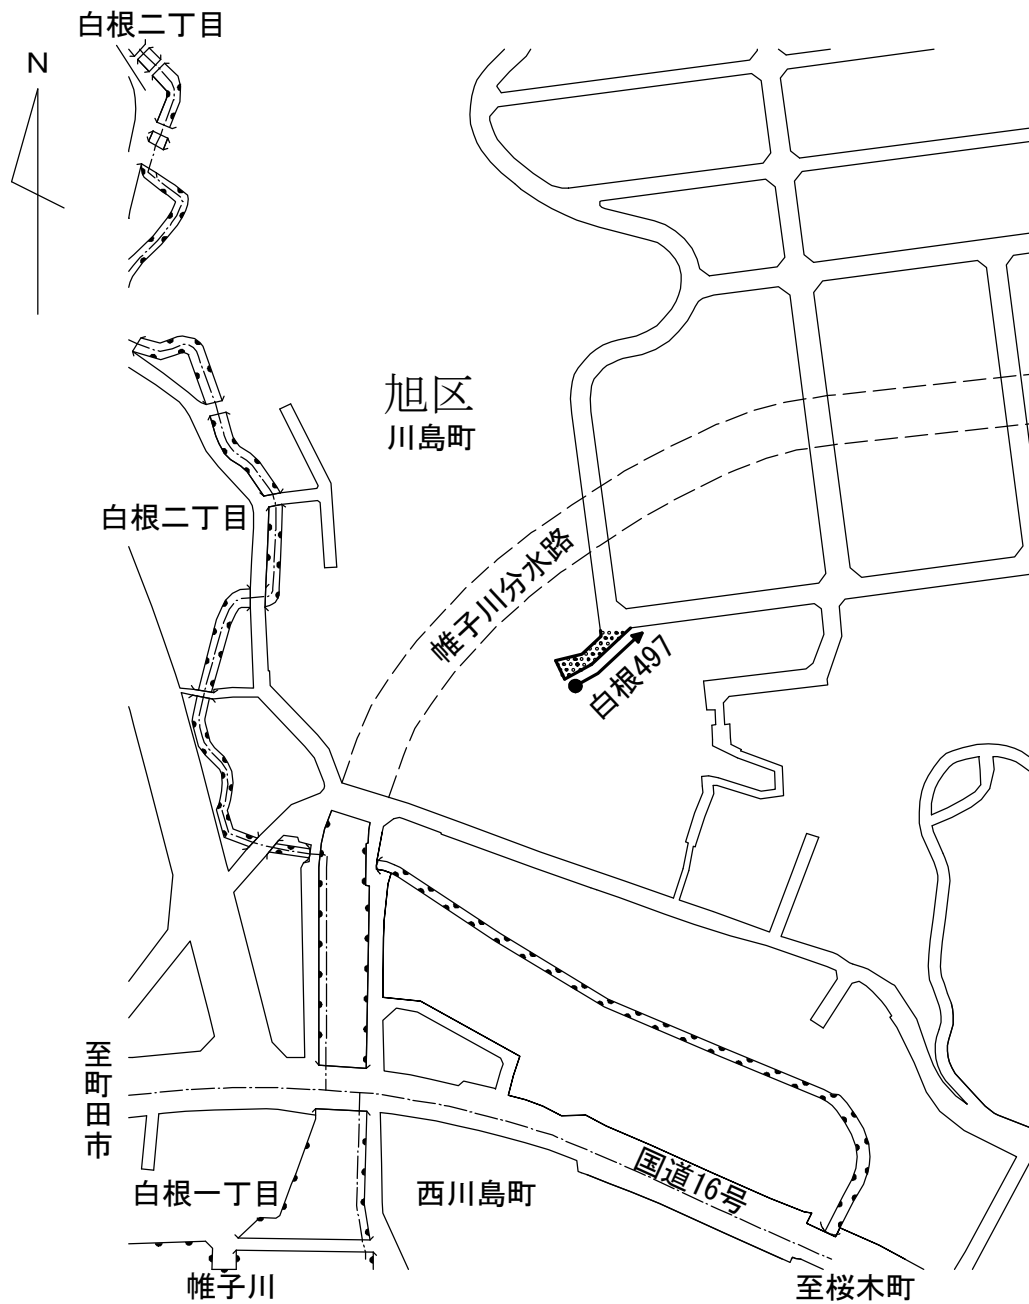 白根二丁目
N
旭区
川島町
白根二丁目
帷子川分水路
白根497
至町田市
国道16号
白根一丁目
西川島町
帷子川
至桜木町